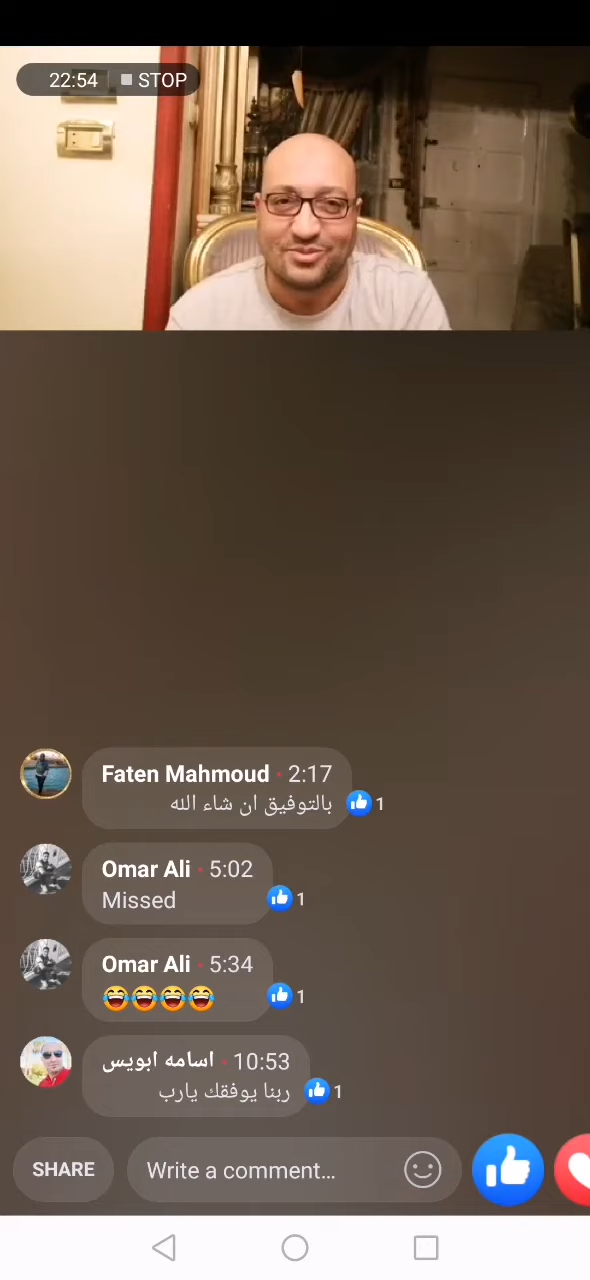 22:54 STOP
Faten Mahmoud • 2:17
بالتوفيق ان شاء الله
1
Omar Ali • 5:02
Missed
1
Omar Ali • 5:34
😂😂😂😂
1
اسامه ابويس • 10:53
ربنا يوفقك يارب
1
SHARE
Write a comment...